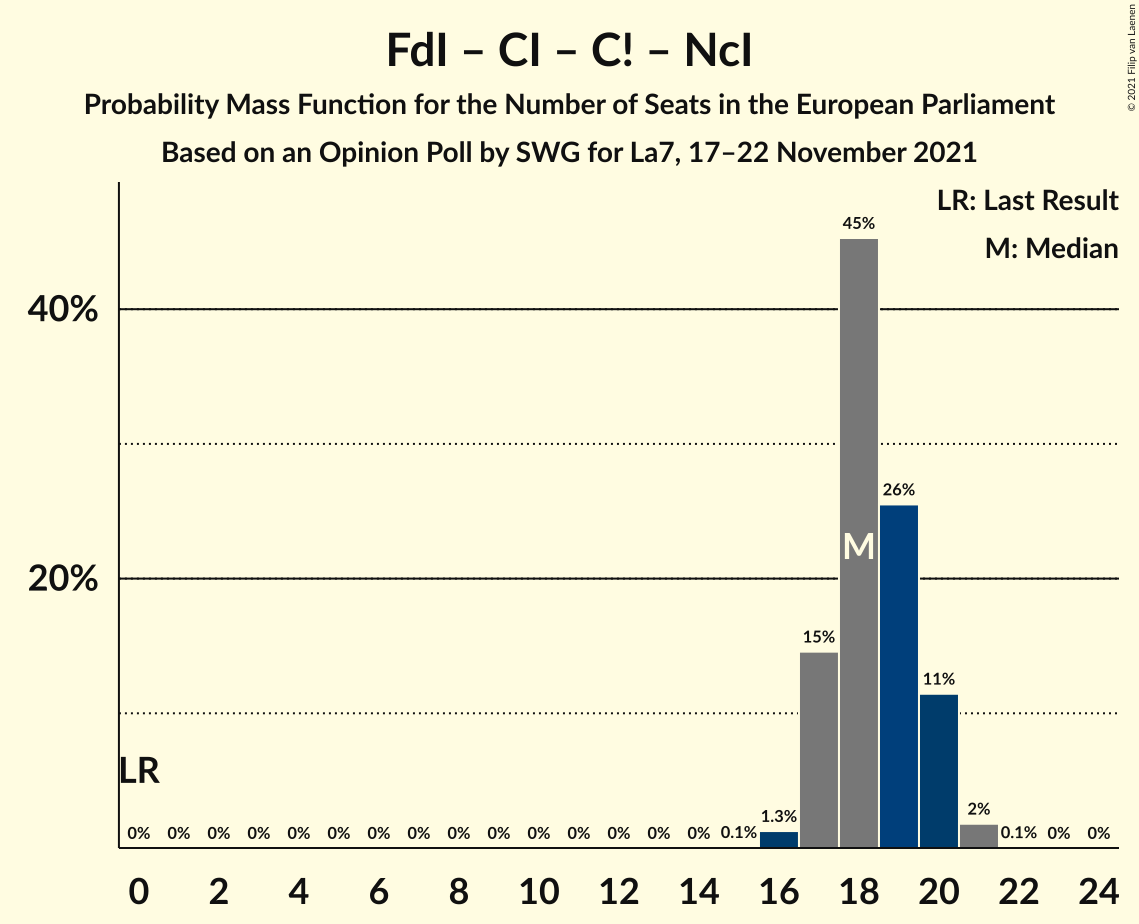 FdI – CI – C! – NcI
Probability Mass Function for the Number of Seats in the European Parliament
Based on an Opinion Poll by SWG for La7, 17–22 November 2021
© 2021 Filip van Laenen
LR: Last Result
M: Median
45%
40%
26%
M
20%
15%
11%
LR
0% 0% 0% 0% 0% 0% 0% 0% 0% 0% 0% 0% 0% 0% 0% 0.1% 1.3% 2% 0.1% 0% 0%
0 2 4 6 8 10 12 14 16 18 20 22 24